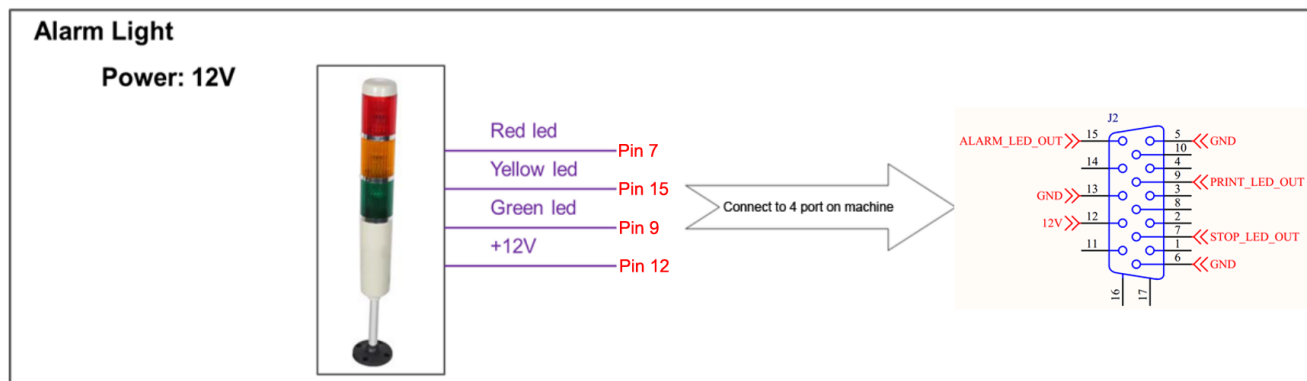 Alarm Light
Power: 12V
Red led
Pin 7
Yellow led
Pin 15
Green led
Pin 9
+12V
Pin 12
Connect to 4 port on machine
J2
ALARM_LED_OUT 15
5 GND
10
14
4
9 PRINT_LED_OUT
GND 13
3
8
12V 12
2
7 STOP_LED_OUT
11
1
6 GND
16
17